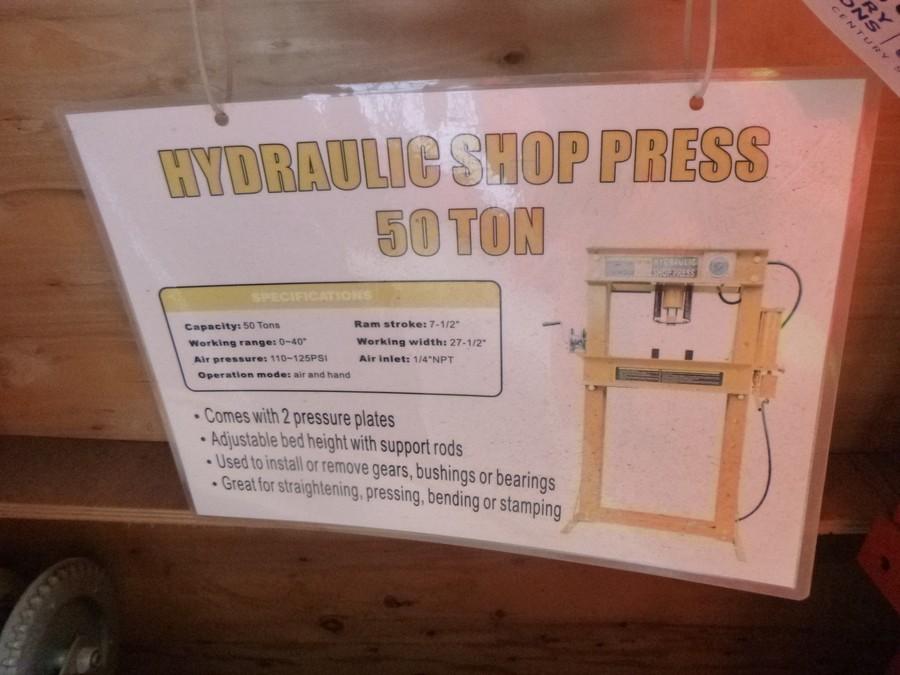 RY
ONS
CENTURY
HYDRAULIC SHOP PRESS
50 TON
SPECIFICATIONS
Capacity: 50 Tons
Ram stroke: 7-1/2"
Working range: 0~40"
Working width: 27-1/2"
Air pressure: 110~125PSI
Air inlet: 1/4"NPT
Operation mode: air and hand
• Comes with 2 pressure plates
• Adjustable bed height with support rods
• Used to install or remove gears, bushings or bearings
• Great for straightening, pressing, bending or stamping
HYDRAULIC
SHOP PRESS